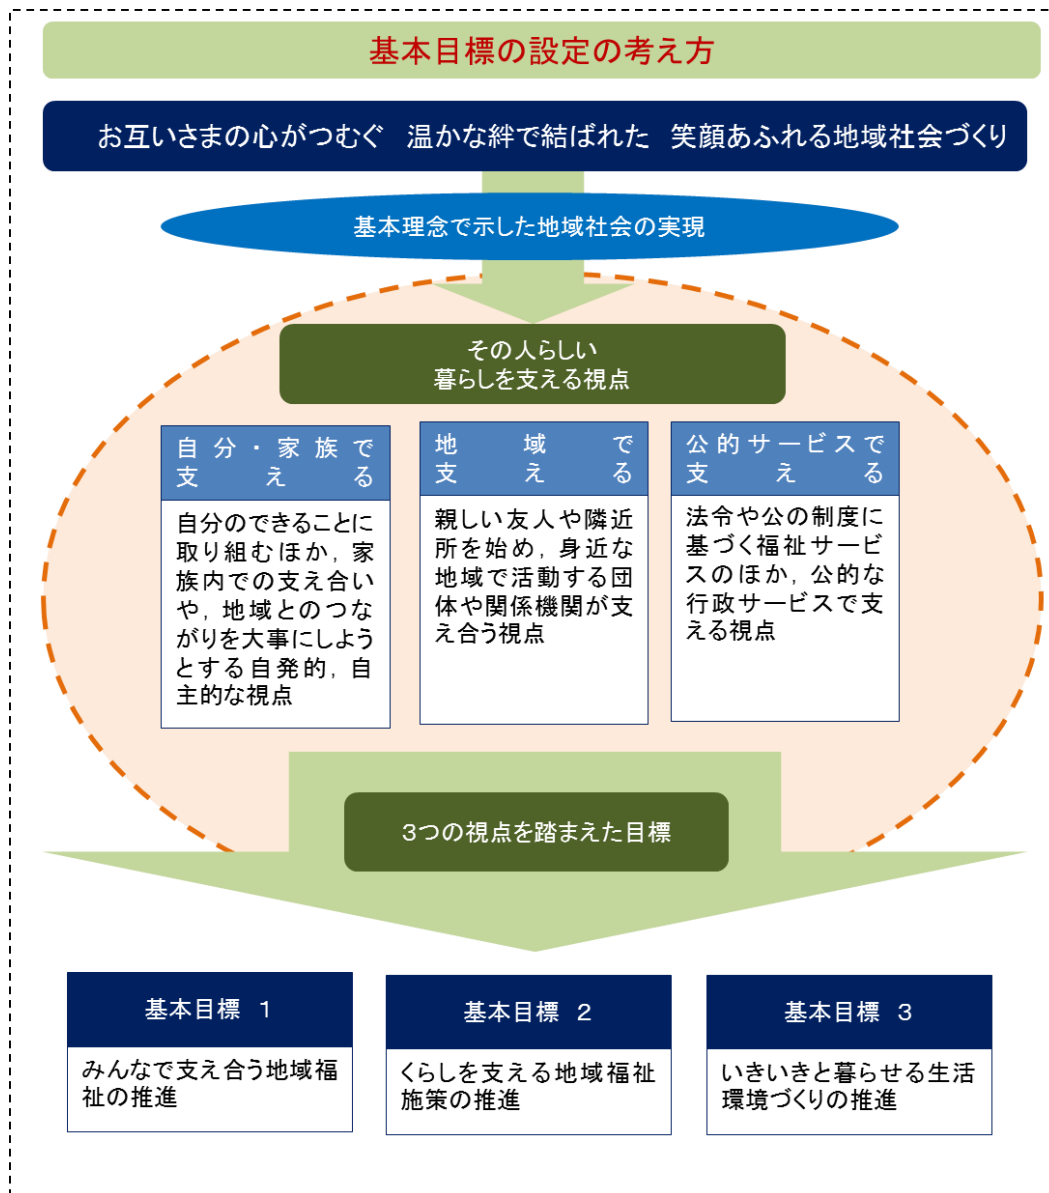 基本目標の設定の考え方
お互いさまの心がつむぐ　温かな絆で結ばれた　笑顔あふれる地域社会づくり
基本理念で示した地域社会の実現
その人らしい
暮らしを支える視点
自分・家族で
支える
自分のできることに
取り組むほか，家
族内での支え合い
や，地域とのつな
がりを大事にしよう
とする自発的，自
主的な視点
地域で
支える
親しい友人や隣近
所を始め，身近な
地域で活動する団
体や関係機関が支
え合う視点
公的サービスで
支える
法令や公の制度に
基づく福祉サービ
スのほか，公的な
行政サービスで支
える視点
３つの視点を踏まえた目標
基本目標　１
みんなで支え合う地域福
祉の推進
基本目標　２
くらしを支える地域福祉
施策の推進
基本目標　３
いきいきと暮らせる生活
環境づくりの推進